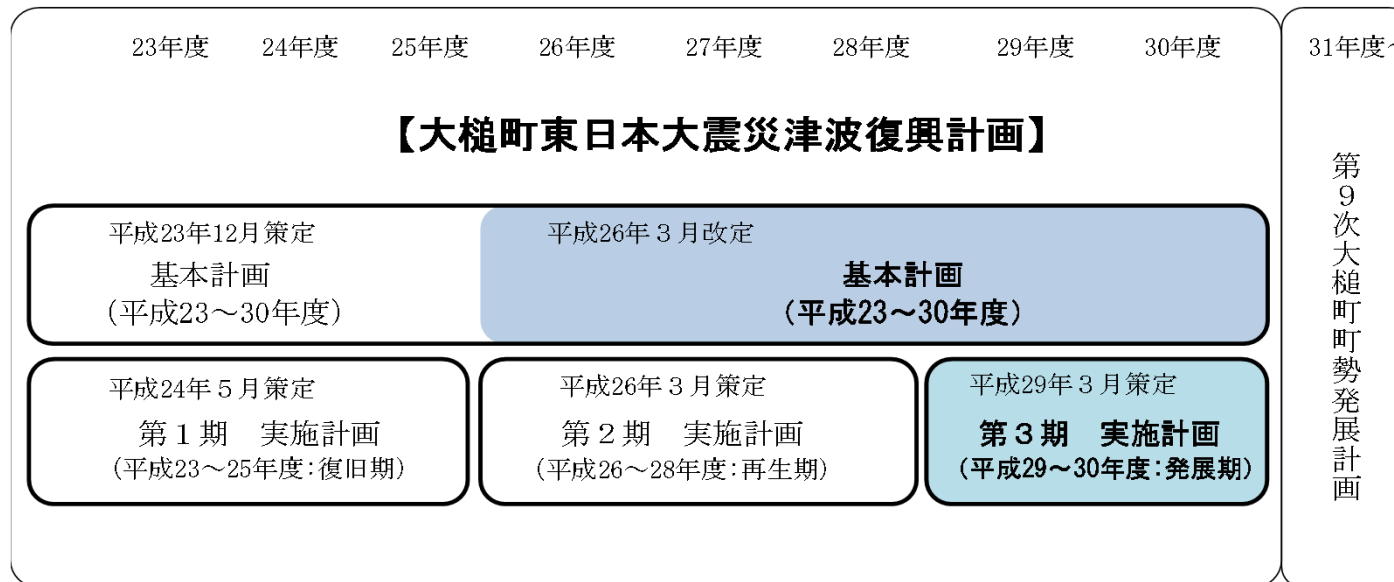 23年度 24年度 25年度 26年度 27年度 28年度 29年度 30年度 31年度~
【大槌町東日本大震災津波復興計画】
平成23年12月策定
基本計画
(平成23~30年度)
平成26年３月改定
基本計画
(平成23~30年度)
平成24年５月策定
第１期 実施計画
(平成23~25年度:復旧期)
平成26年３月策定
第２期 実施計画
(平成26~28年度:再生期)
平成29年３月策定
第３期 実施計画
(平成29~30年度:発展期)
第９次大槌町町勢発展計画